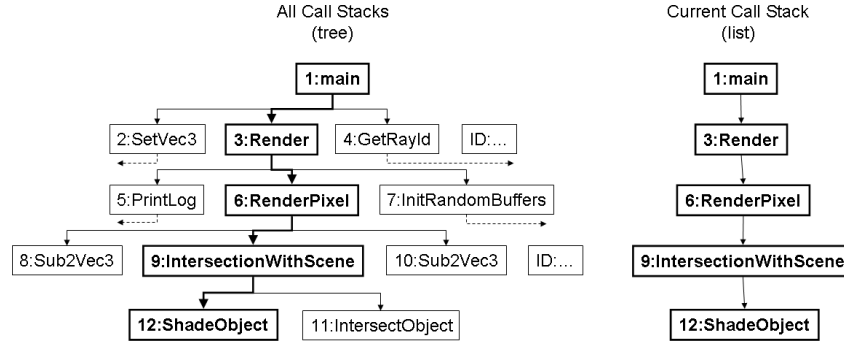 All Call Stacks
(tree)
1:main
2:SetVec3
3:Render
4:GetRayId
ID:...
5:PrintLog
6:RenderPixel
7:InitRandomBuffers
8:Sub2Vec3
9:IntersectionWithScene
10:Sub2Vec3
ID:...
12:ShadeObject
11:IntersectObject
Current Call Stack
(list)
1:main
3:Render
6:RenderPixel
9:IntersectionWithScene
12:ShadeObject